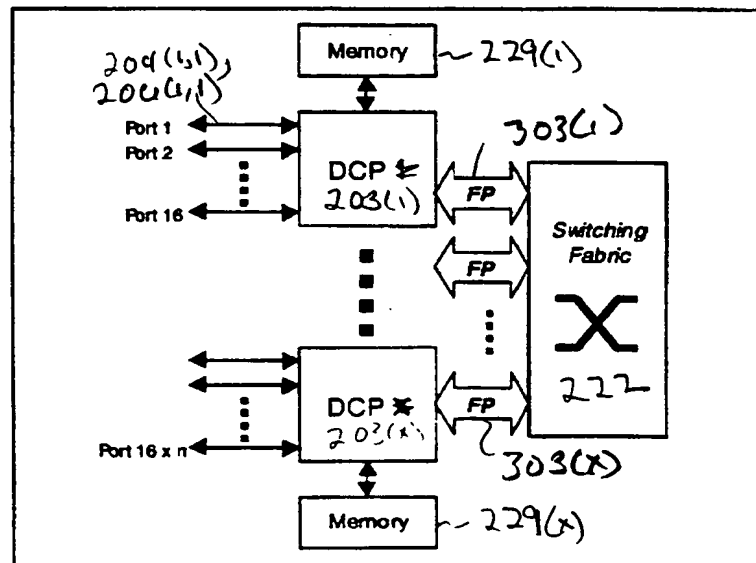 Memory
229(1)
204(1,1),
206(1,1)
Port 1
Port 2
Port 16
DCP
203(1)
303(1)
FP
Switching
Fabric
FP
222
DCP
203(x)
FP
303(x)
Port 16 x n
Memory
229(x)